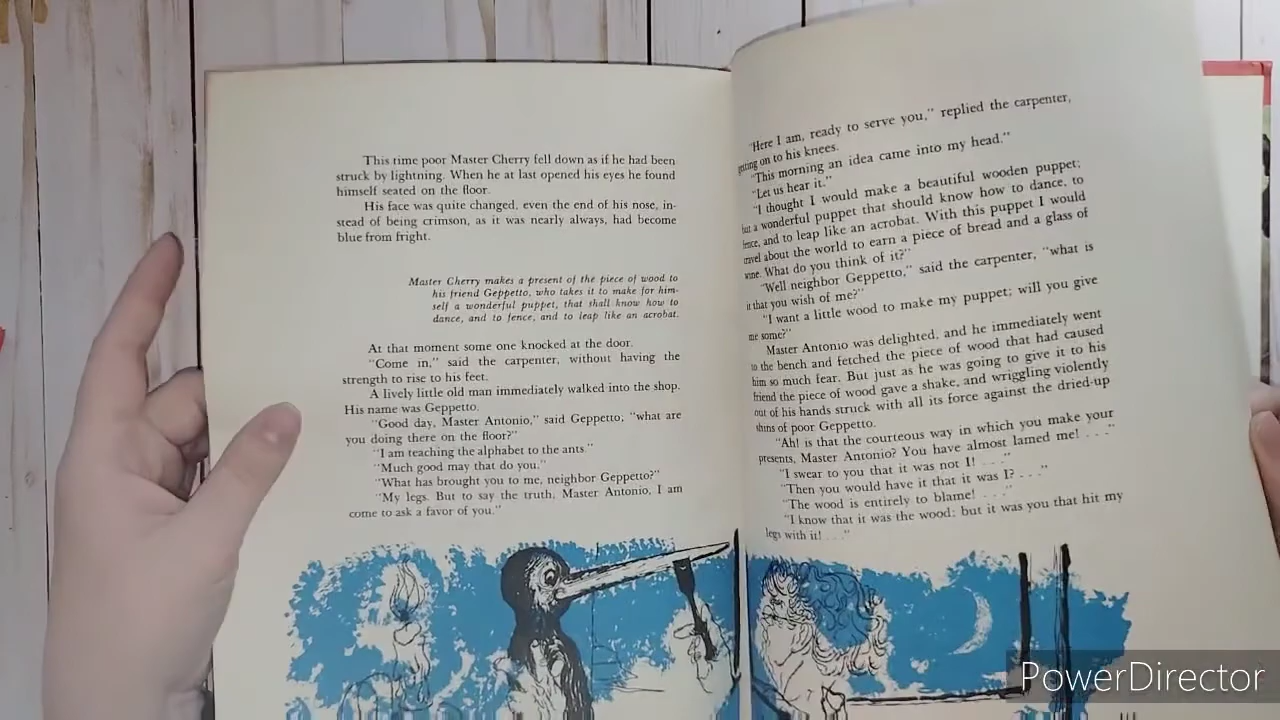 This time poor Master Cherry fell down as if he had been
struck by lightning. When he at last opened his eyes he found
himself seated on the floor.
His face was quite changed, even the end of his nose, in-
stead of being crimson, as it was nearly always, had become
blue from fright.
Master Cherry makes a present of the piece of wood to
his friend Geppetto, who takes it to make for him-
self a wonderful puppet, that shall know how to
dance, and to fence, and to leap like an acrobat.
At that moment some one knocked at the door.
"Come in," said the carpenter, without having the
strength to rise to his feet.
A lively little old man immediately walked into the shop.
His name was Geppetto.
"Good day, Master Antonio," said Geppetto, "what are
you doing there on the floor?"
"I am teaching the alphabet to the ants."
"Much good may that do you."
"What has brought you to me, neighbor Geppetto?"
"My legs. But to say the truth, Master Antonio, I am
come to ask a favor of you."
"Here I am, ready to serve you," replied the carpenter,
getting on to his knees.
"This morning an idea came into my head."
"Let us hear it."
"I thought I would make a beautiful wooden puppet;
but a wonderful puppet that should know how to dance, to
fence, and to leap like an acrobat. With this puppet I would
travel about the world to earn a piece of bread and a glass of
wine. What do you think of it?"
"Well neighbor Geppetto," said the carpenter, "what is
it that you wish of me?"
"I want a little wood to make my puppet; will you give
me some?"
Master Antonio was delighted, and he immediately went
to the bench and fetched the piece of wood that had caused
him so much fear. But just as he was going to give it to his
friend the piece of wood gave a shake, and wriggling violently
out of his hands struck with all its force against the dried-up
shins of poor Geppetto.
"Ah! is that the courteous way in which you make your
presents, Master Antonio? You have almost lamed me! . . ."
"I swear to you that it was not I! . . ."
"Then you would have it that it was I? . . ."
"The wood is entirely to blame! . . ."
"I know that it was the wood; but it was you that hit my
legs with it! . . ."
PowerDirector